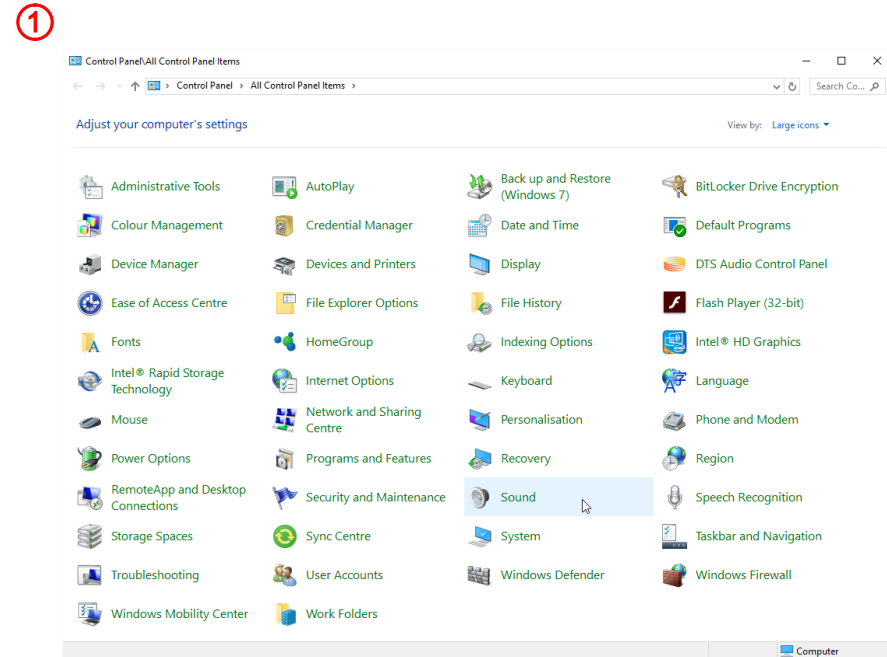 1
Control Panel\All Control Panel Items
Control Panel > All Control Panel Items >
Search Co...
Adjust your computer's settings
View by: Large icons
Administrative Tools
AutoPlay
Back up and Restore
(Windows 7)
BitLocker Drive Encryption
Colour Management
Credential Manager
Date and Time
Default Programs
Device Manager
Devices and Printers
Display
DTS Audio Control Panel
Ease of Access Centre
File Explorer Options
File History
Flash Player (32-bit)
Fonts
HomeGroup
Indexing Options
Intel® HD Graphics
Intel® Rapid Storage
Technology
Internet Options
Keyboard
Language
Mouse
Network and Sharing
Centre
Personalisation
Phone and Modem
Power Options
Programs and Features
Recovery
Region
RemoteApp and Desktop
Connections
Security and Maintenance
Sound
Speech Recognition
Storage Spaces
Sync Centre
System
Taskbar and Navigation
Troubleshooting
User Accounts
Windows Defender
Windows Firewall
Windows Mobility Center
Work Folders
Computer